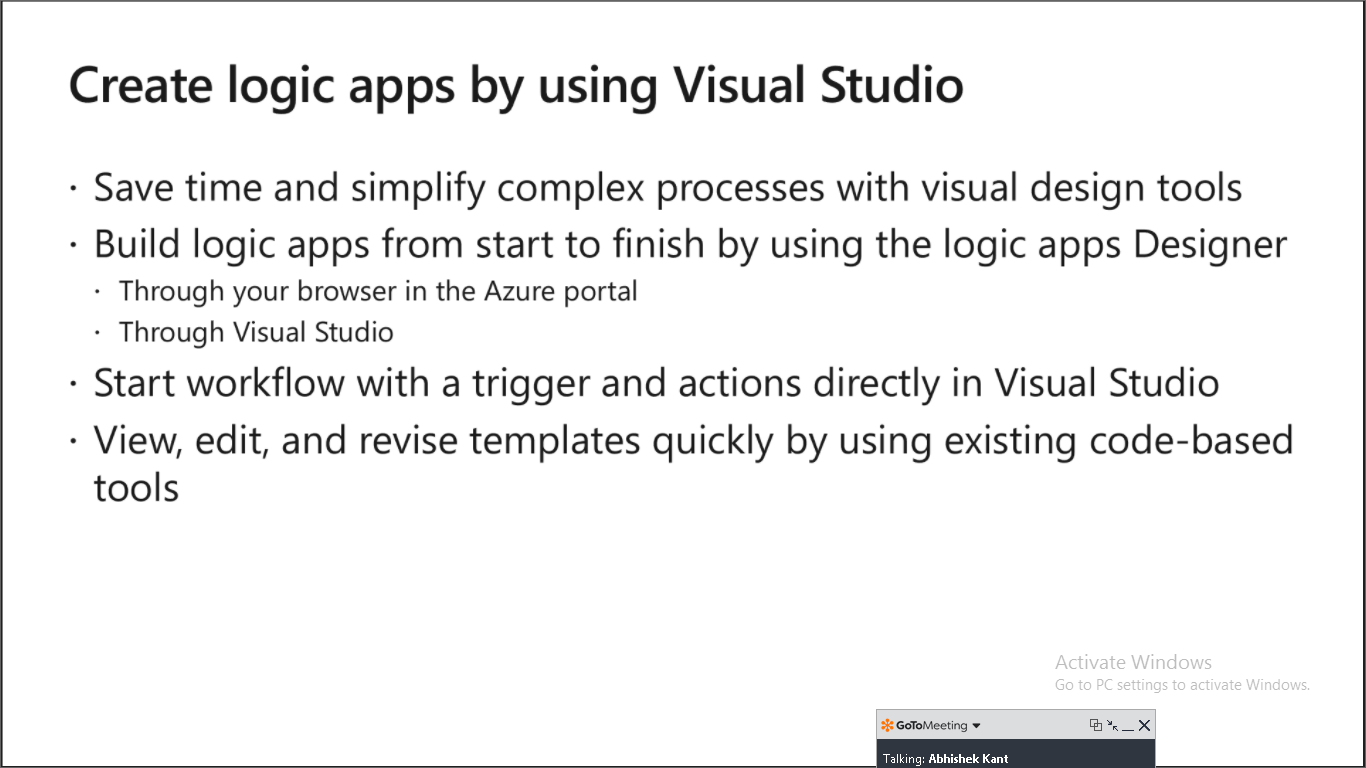 Create logic apps by using Visual Studio
· Save time and simplify complex processes with visual design tools
· Build logic apps from start to finish by using the logic apps Designer
· Through your browser in the Azure portal
· Through Visual Studio
· Start workflow with a trigger and actions directly in Visual Studio
· View, edit, and revise templates quickly by using existing code-based
tools
Activate Windows
Go to PC settings to activate Windows.
GoToMeeting
Talking: Abhishek Kant